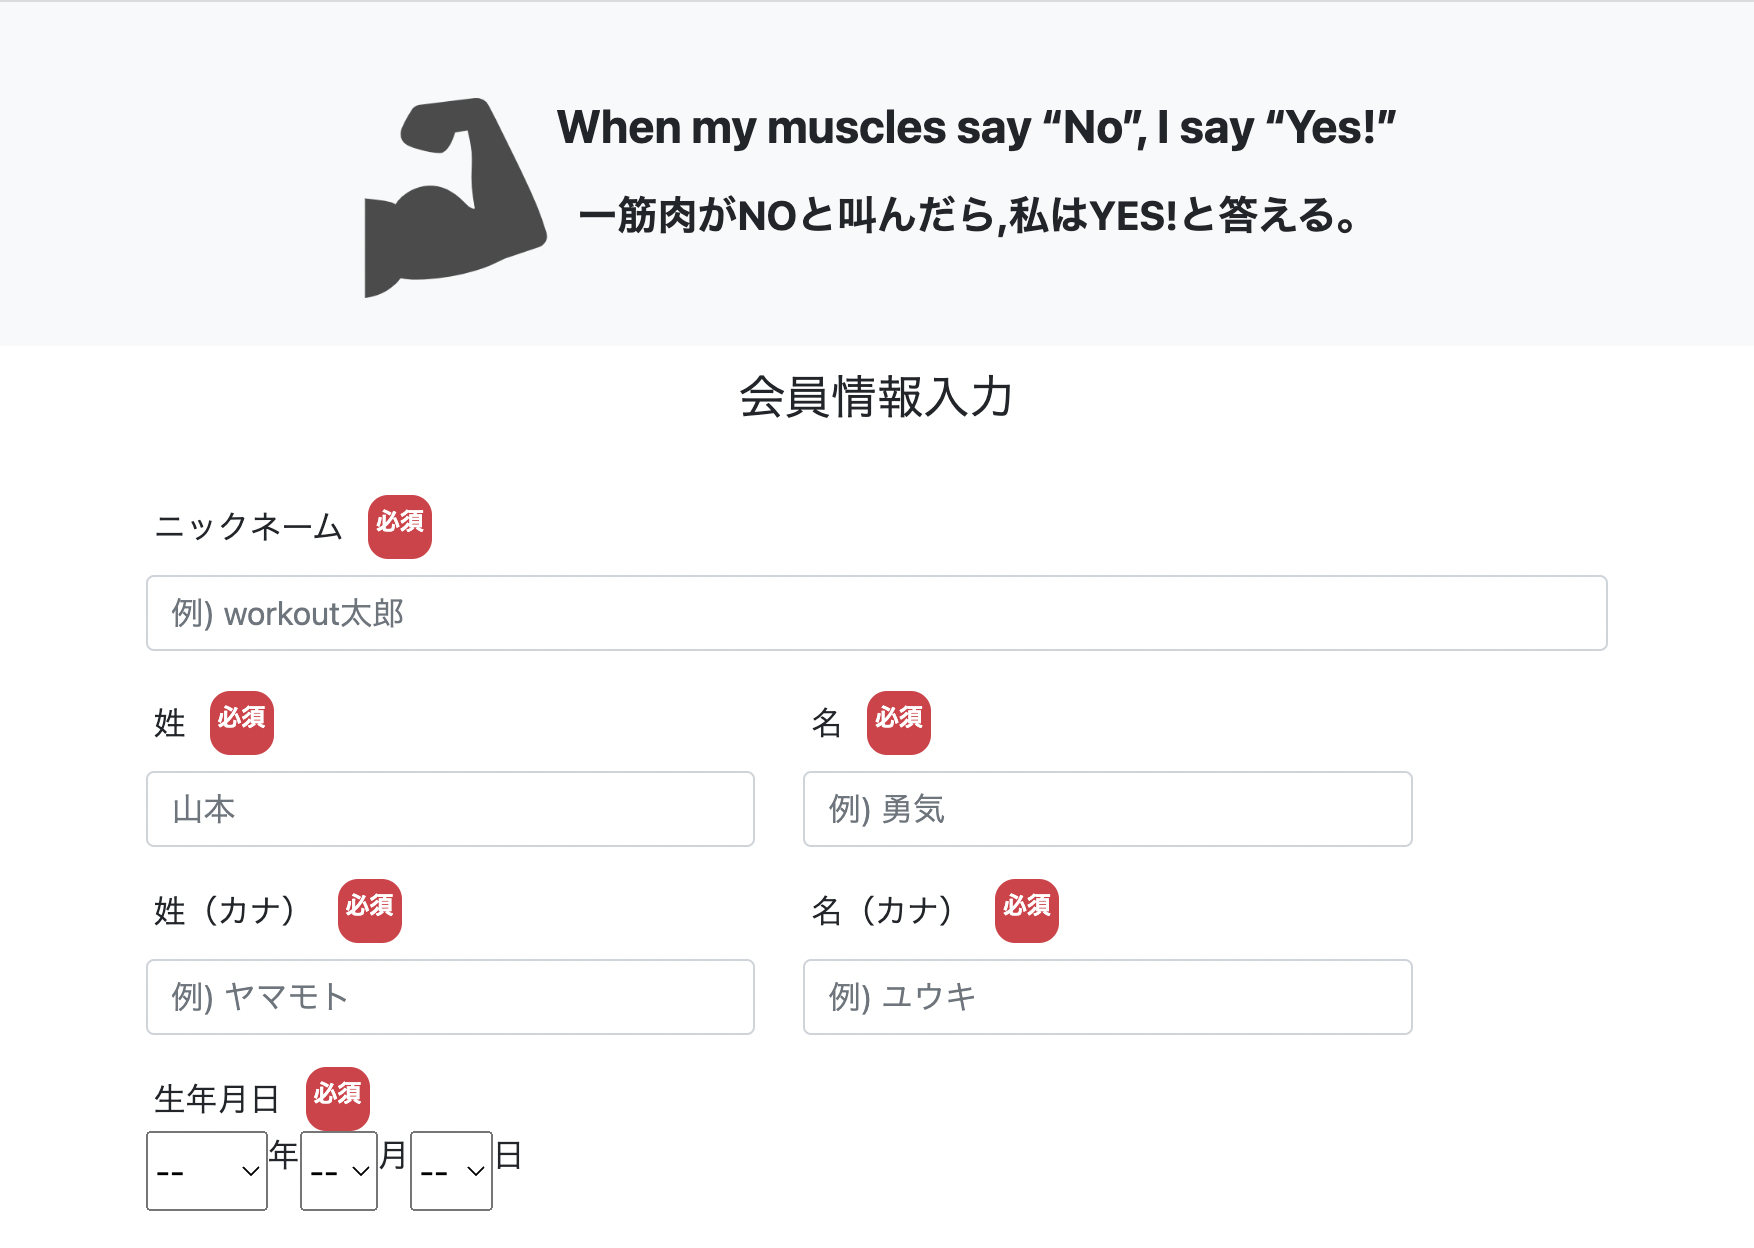 When my muscles say “No”, I say “Yes!”
ー筋肉がNOと叫んだら,私はYES!と答える。
会員情報入力
ニックネーム 必須
例) workout太郎
姓 必須 名 必須
山本 例) 勇気
姓（カナ） 必須 名（カナ） 必須
例) ヤマモト 例) ユウキ
生年月日 必須
-- 年 -- 月 -- 日